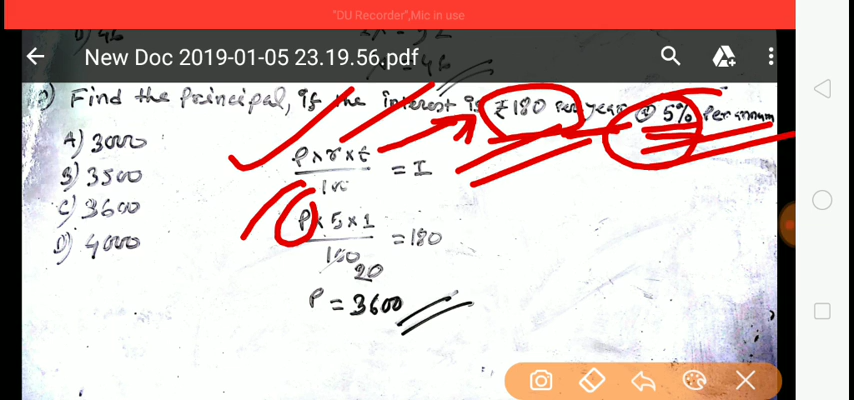 "DU Recorder",Mic in use
New Doc 2019-01-05 23.19.56.pdf
Find the principal, if the interest is ₹180 per year @ 5% per annum
A) 3000
B) 3500
C) 3600
D) 4000
P×r×t
100
= I
P×5×1
100
=180
20
P = 3600